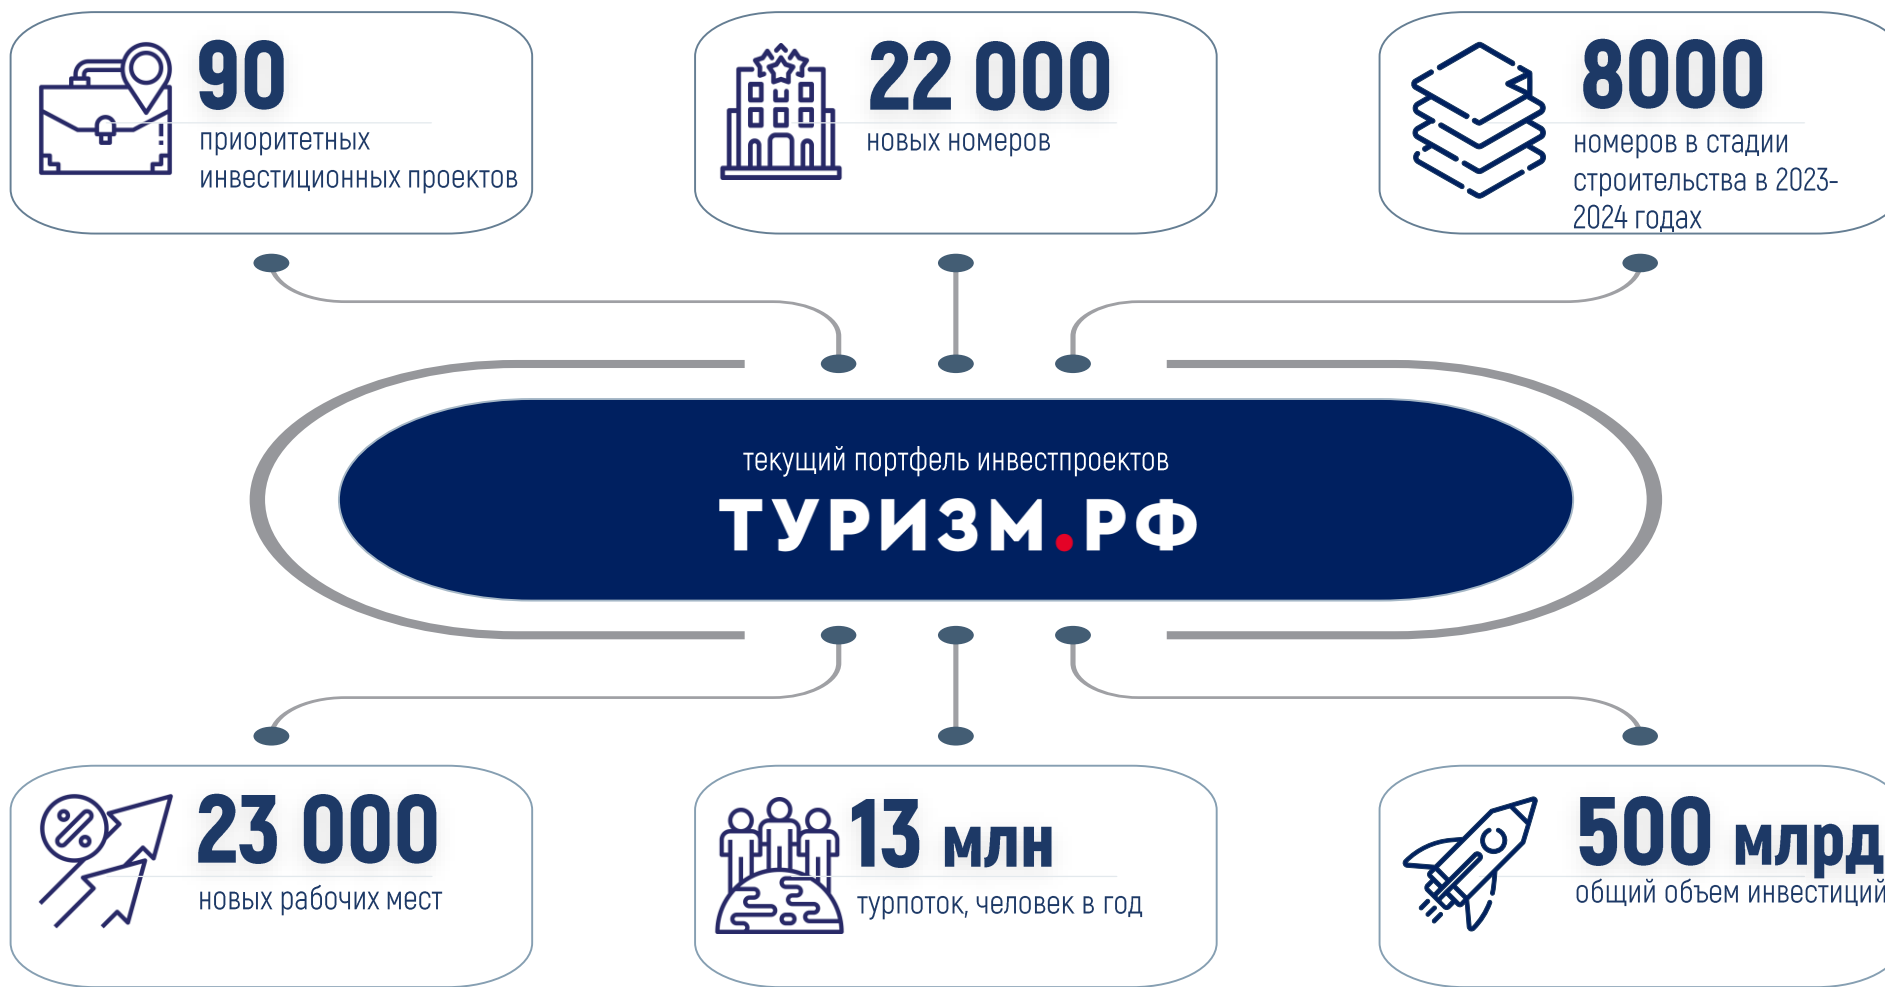 90
приоритетных
инвестиционных проектов
22 000
новых номеров
8000
номеров в стадии
строительства в 2023-
2024 годах
текущий портфель инвестпроектов
ТУРИЗМ.РФ
23 000
новых рабочих мест
13 млн
турпоток, человек в год
500 млрд
общий объем инвестиций